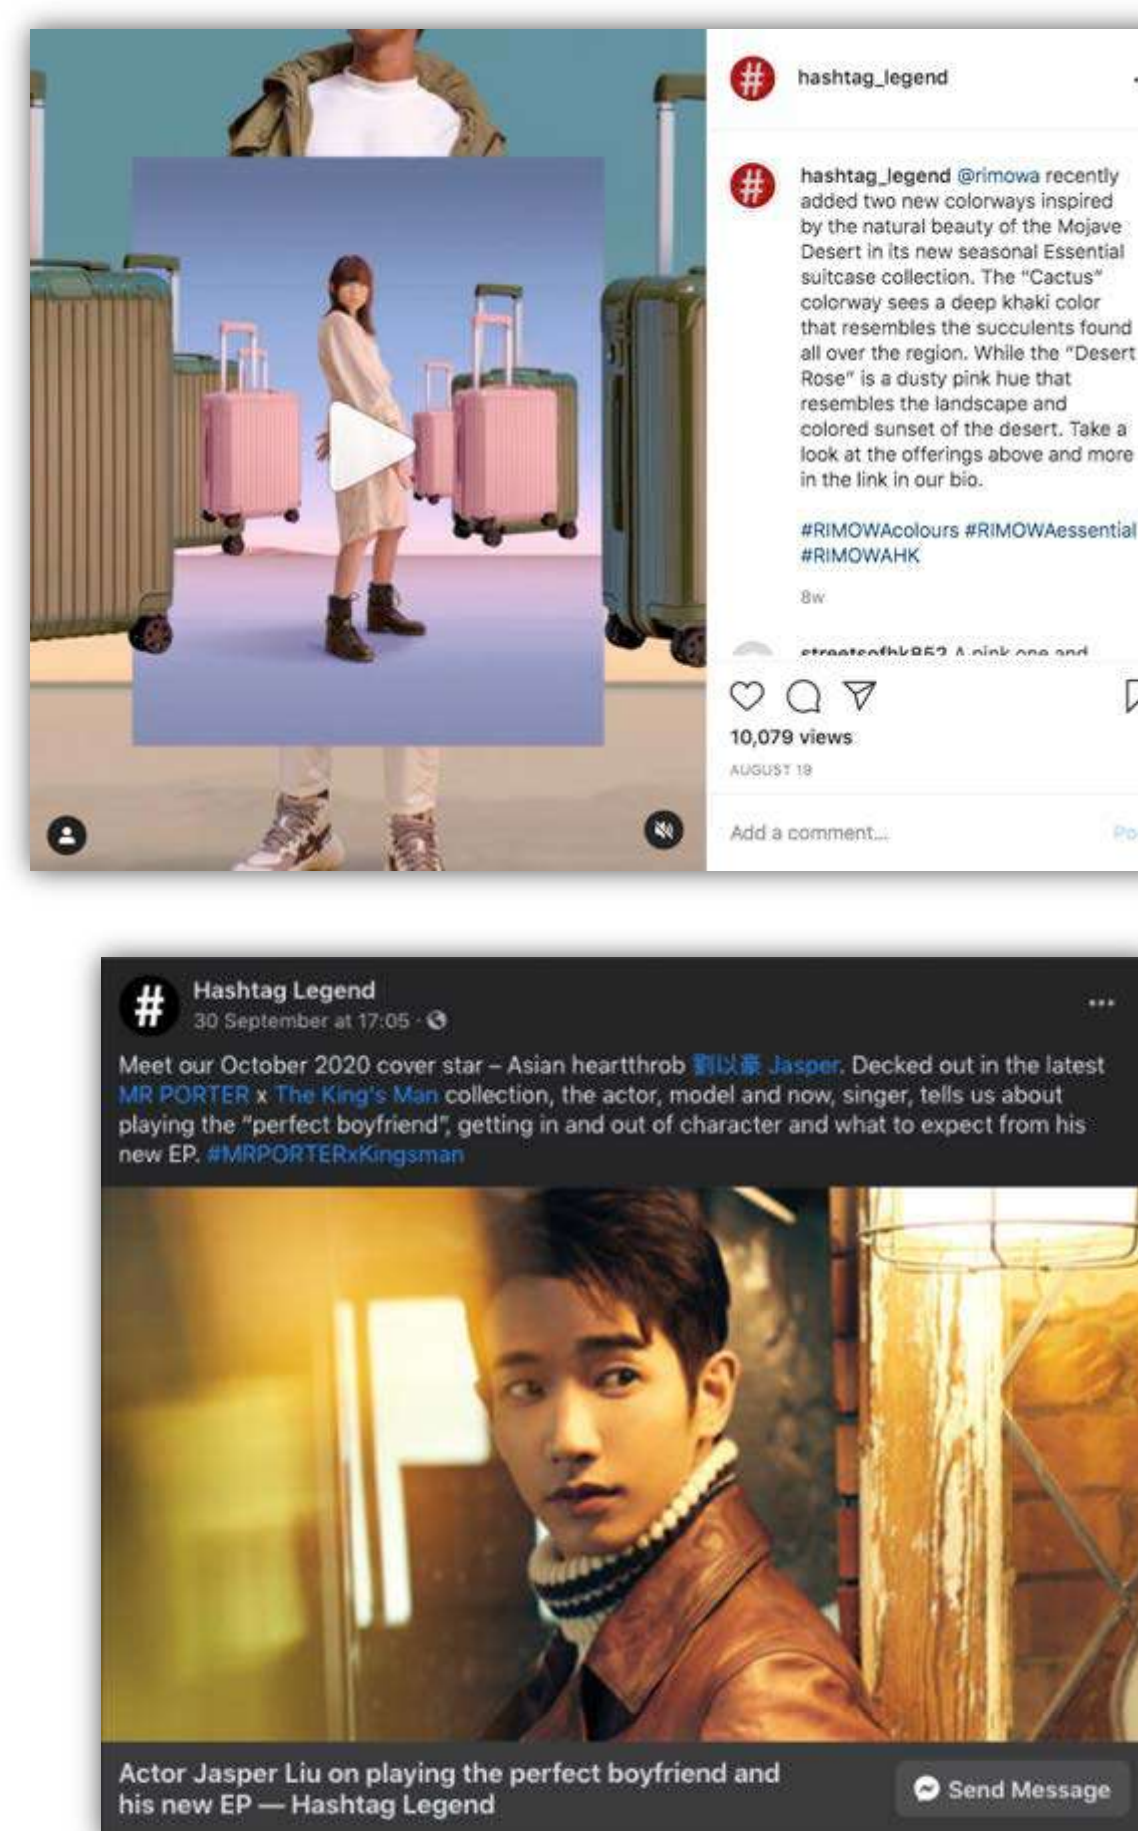 hashtag_legend
hashtag_legend @rimowa recently
added two new colorways inspired
by the natural beauty of the Mojave
Desert in its new seasonal Essential
suitcase collection. The “Cactus”
colorway sees a deep khaki color
that resembles the succulents found
all over the region. While the “Desert
Rose” is a dusty pink hue that
resembles the landscape and
colored sunset of the desert. Take a
look at the offerings above and more
in the link in our bio.
#RIMOWAcolours #RIMOWAessential
#RIMOWAHK
8w
streetsofhk852 A pink one and
10,079 views
AUGUST 19
Add a comment...
Hashtag Legend
30 September at 17:05 ·
Meet our October 2020 cover star – Asian heartthrob 劉以豪 Jasper. Decked out in the latest
MR PORTER x The King's Man collection, the actor, model and now, singer, tells us about
playing the “perfect boyfriend”, getting in and out of character and what to expect from his
new EP. #MRPORTERxKingsman
Actor Jasper Liu on playing the perfect boyfriend and
his new EP — Hashtag Legend
Send Message